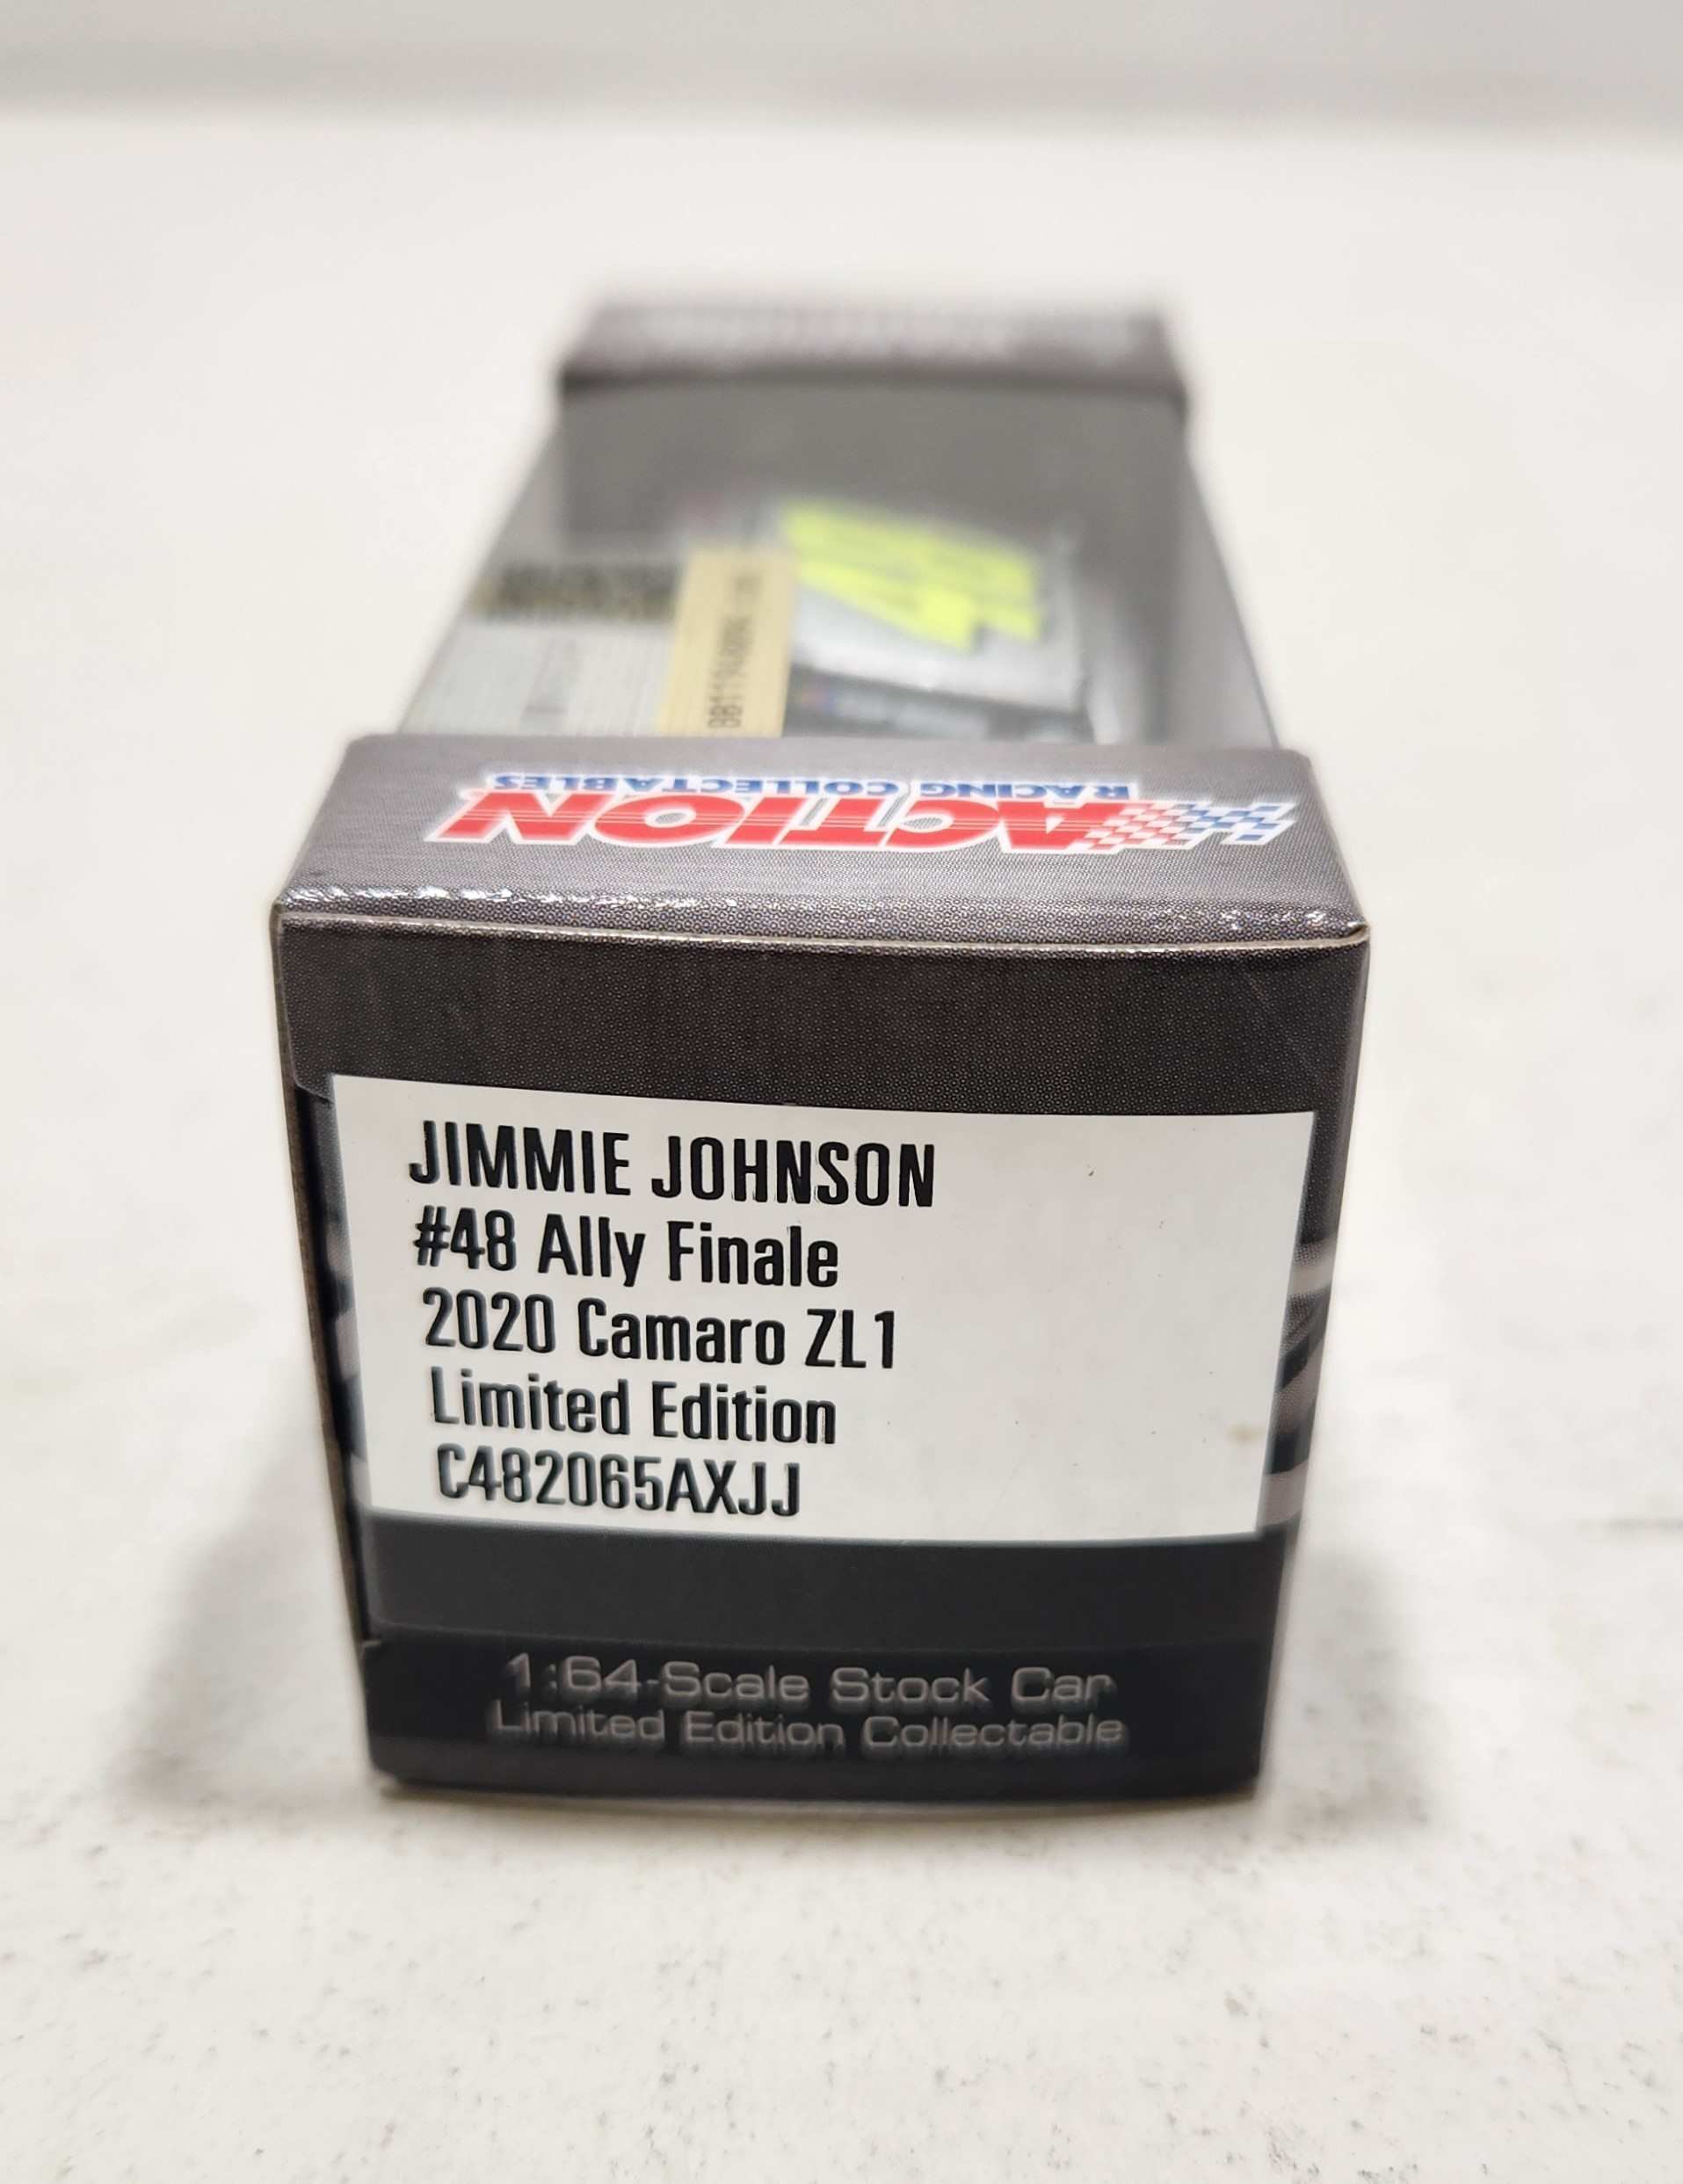 ACTION
RACING COLLECTABLES
JIMMIE JOHNSON
#48 Ally Finale
2020 Camaro ZL1
Limited Edition
C482065AXJJ
1:64-Scale Stock Car
Limited Edition Collectable